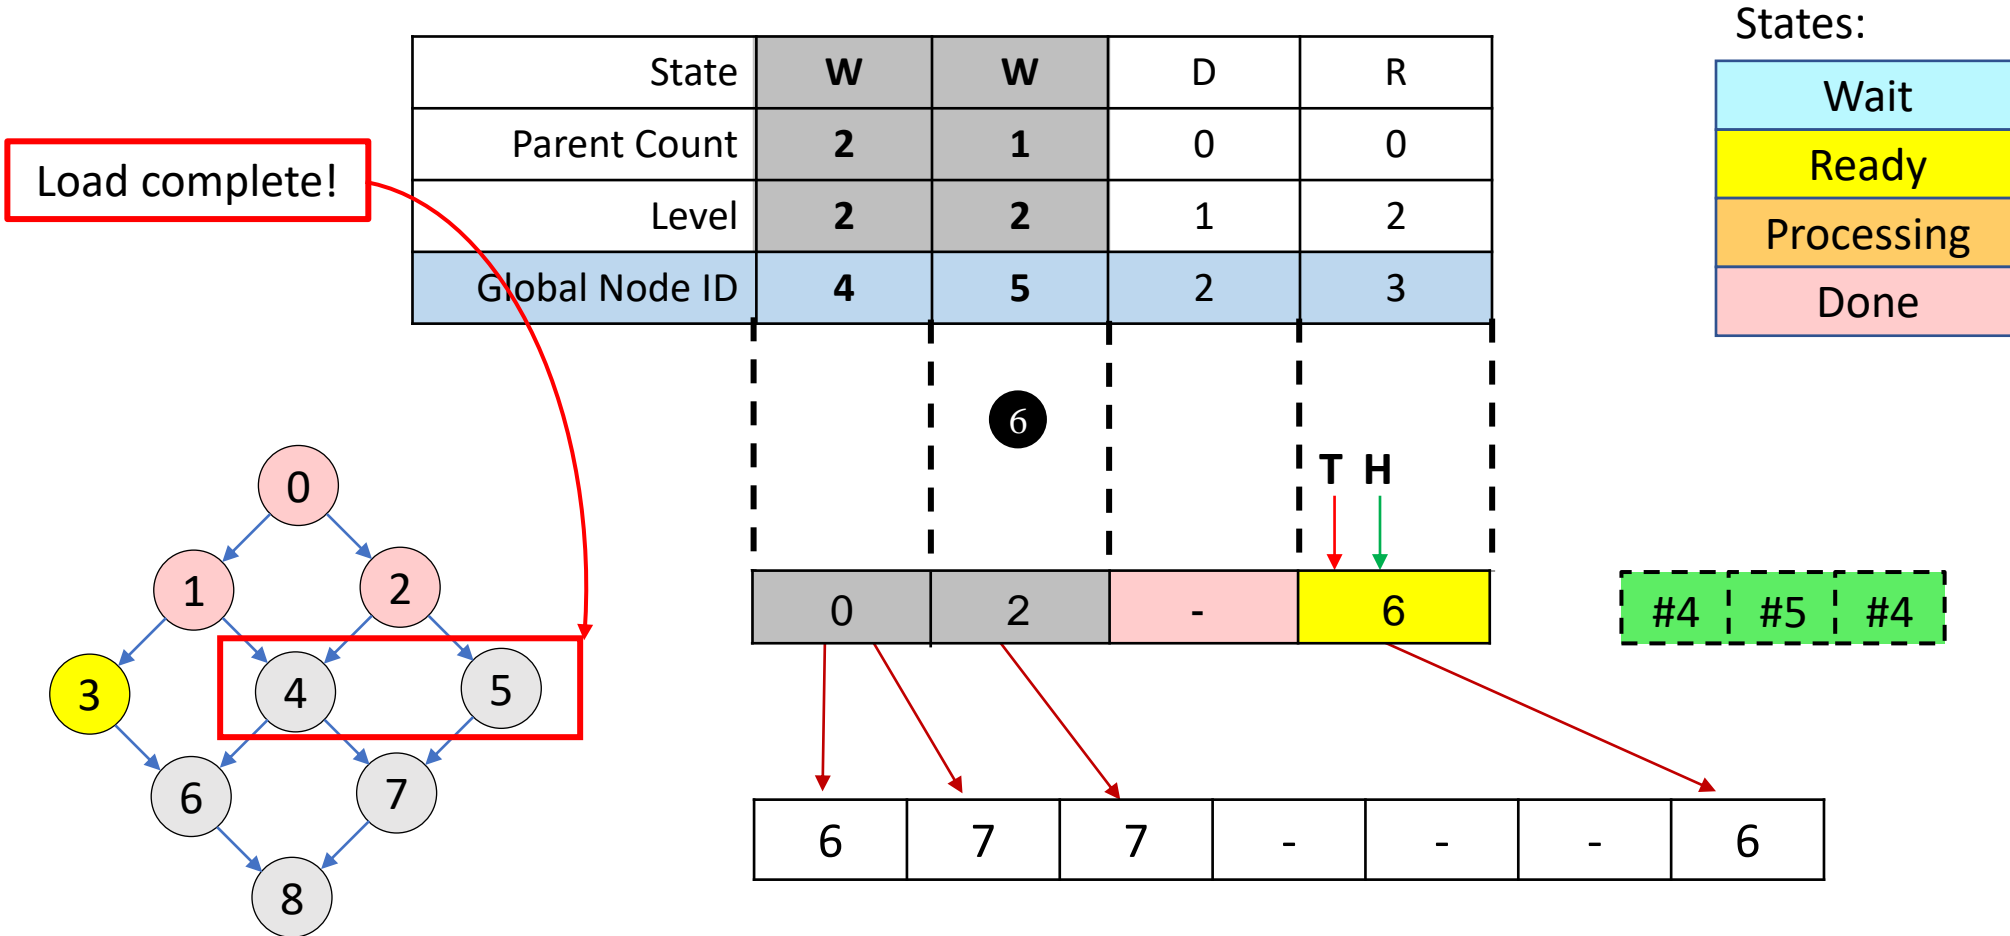 States:
State W W D R
Wait
Parent Count 2 1 0 0
Ready
Load complete!
Level 2 2 1 2
Processing
Global Node ID 4 5 2 3
Done
6
T H
0
1 2
0 2 - 6
#4 #5 #4
3 4 5
6 7
6 7 7 - - - 6
8